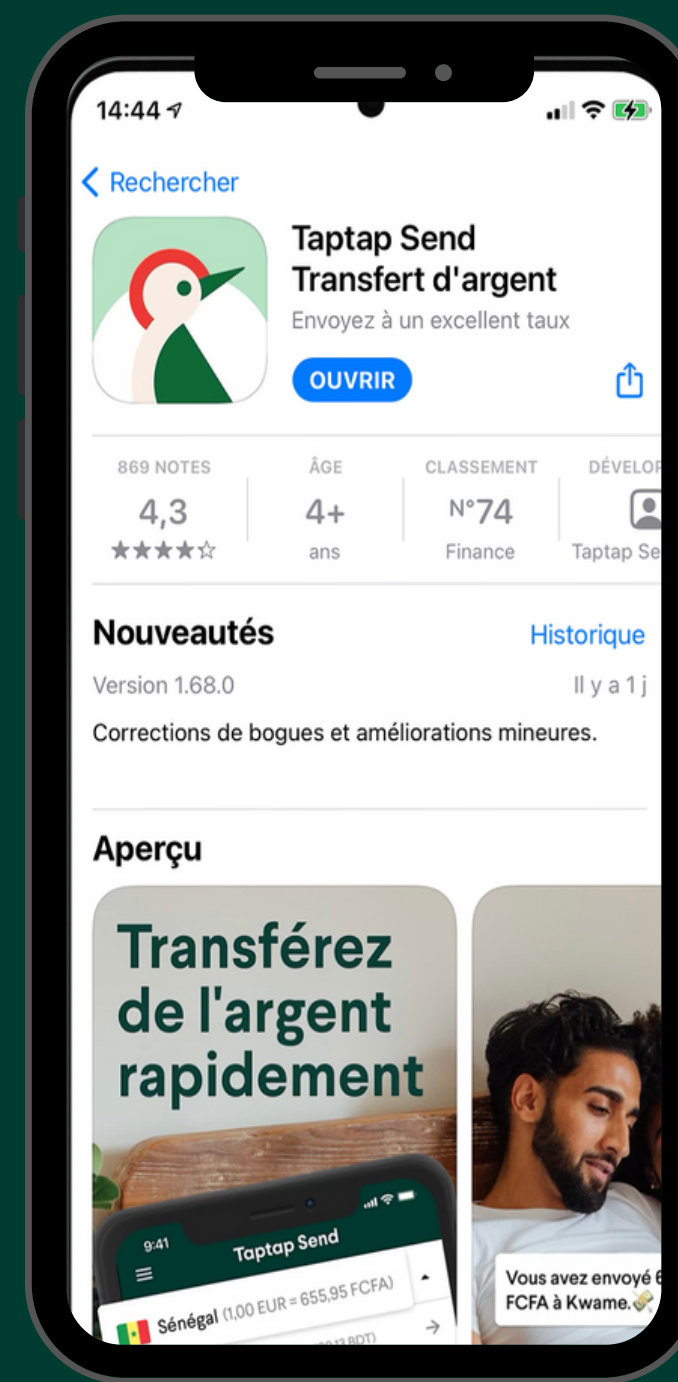 14:44
Rechercher
Taptap Send
Transfert d'argent
Envoyez à un excellent taux
OUVRIR
869 NOTES
4,3
ÂGE
4+
ans
CLASSEMENT
N°74
Finance
Taptap
Nouveautés
Historique
Version 1.68.0
Il y a 1 j
Corrections de bogues et améliorations mineures.
Aperçu
Transférez
de l'argent
rapidement
9:41
Taptap Send
Sénégal (1,00 EUR = 655,95 FCFA)
BDT)
Vous avez envoyé
FCFA à Kwame.